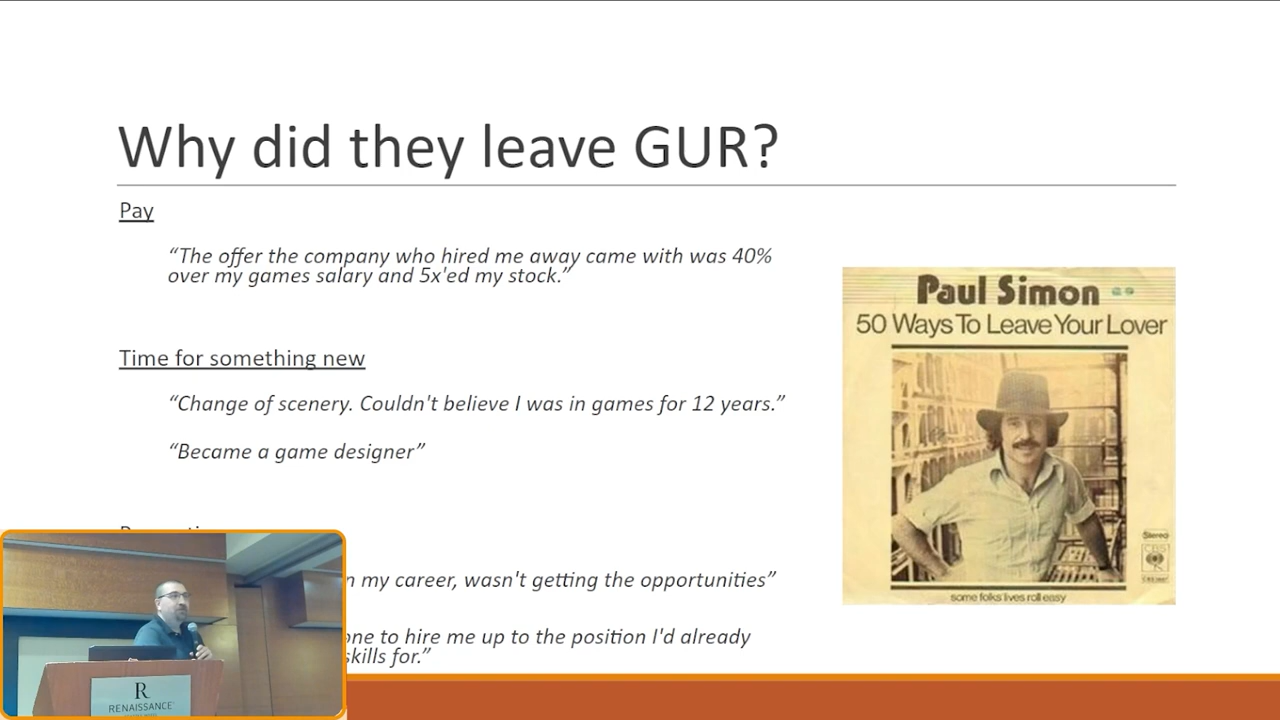 Why did they leave GUR?
Pay
“The offer the company who hired me away came with was 40%
over my games salary and 5x'ed my stock.”
Time for something new
“Change of scenery. Couldn't believe I was in games for 12 years.”
“Became a game designer”
my career, wasn't getting the opportunities”
to hire me up to the position I'd already
skills for.”
Paul Simon
50 Ways To Leave Your Lover
Stereo
CBS
some folks' lives roll easy
R
RENAISSANCE